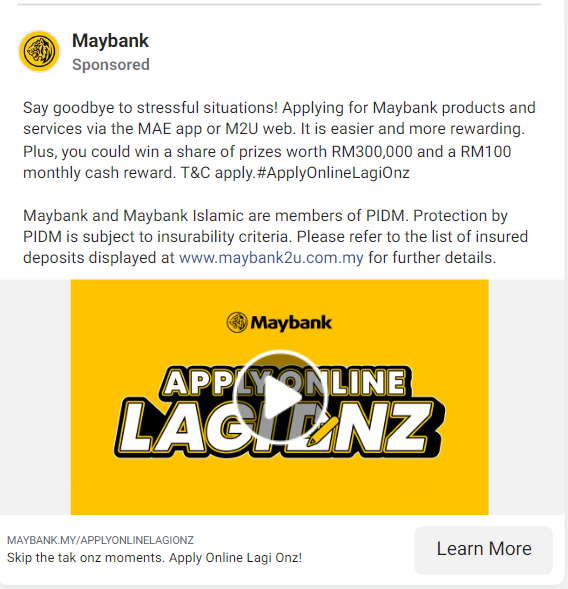 Maybank
Sponsored
Say goodbye to stressful situations! Applying for Maybank products and
services via the MAE app or M2U web. It is easier and more rewarding.
Plus, you could win a share of prizes worth RM300,000 and a RM100
monthly cash reward. T&C apply.#ApplyOnlineLagiOnz
Maybank and Maybank Islamic are members of PIDM. Protection by
PIDM is subject to insurability criteria. Please refer to the list of insured
deposits displayed at www.maybank2u.com.my for further details.
Maybank
APPLY ONLINE
LAGI ONZ
MAYBANK.MY/APPLYONLINELAGIONZ
Skip the tak onz moments. Apply Online Lagi Onz!
Learn More